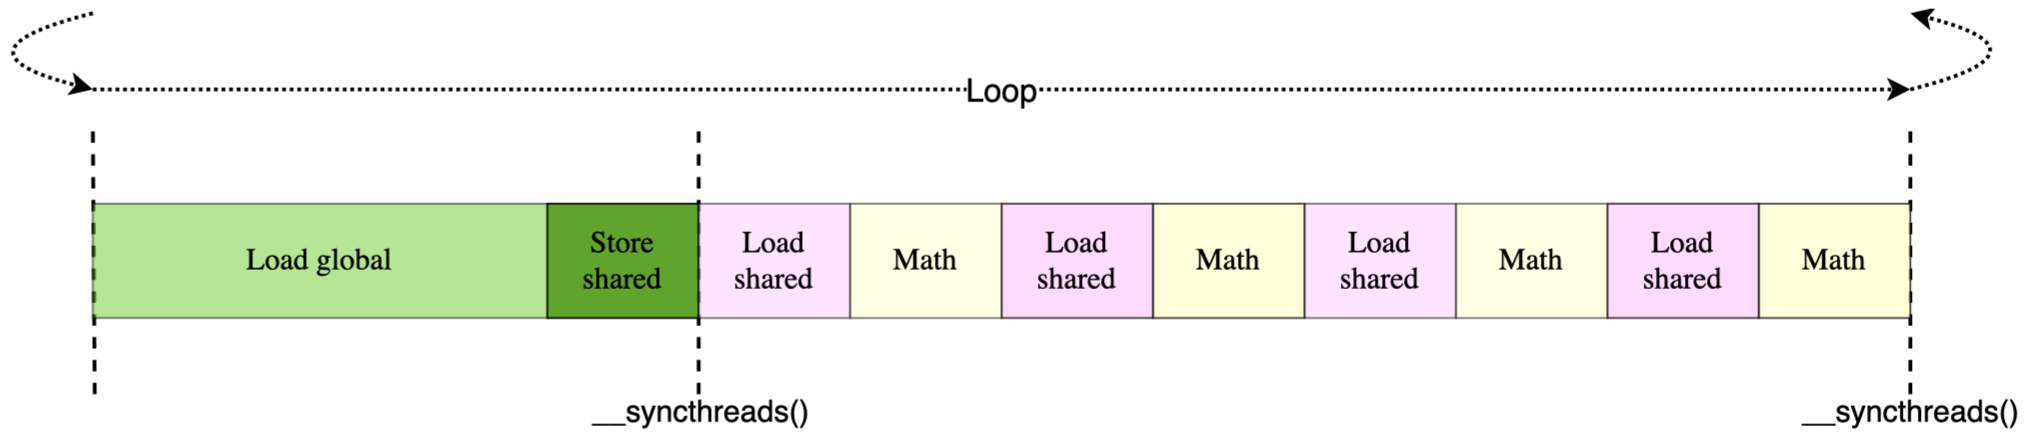 Loop
Load global
Store
shared
Load
shared
Math
Load
shared
Math
Load
shared
Math
Load
shared
Math
__syncthreads()
__syncthreads()